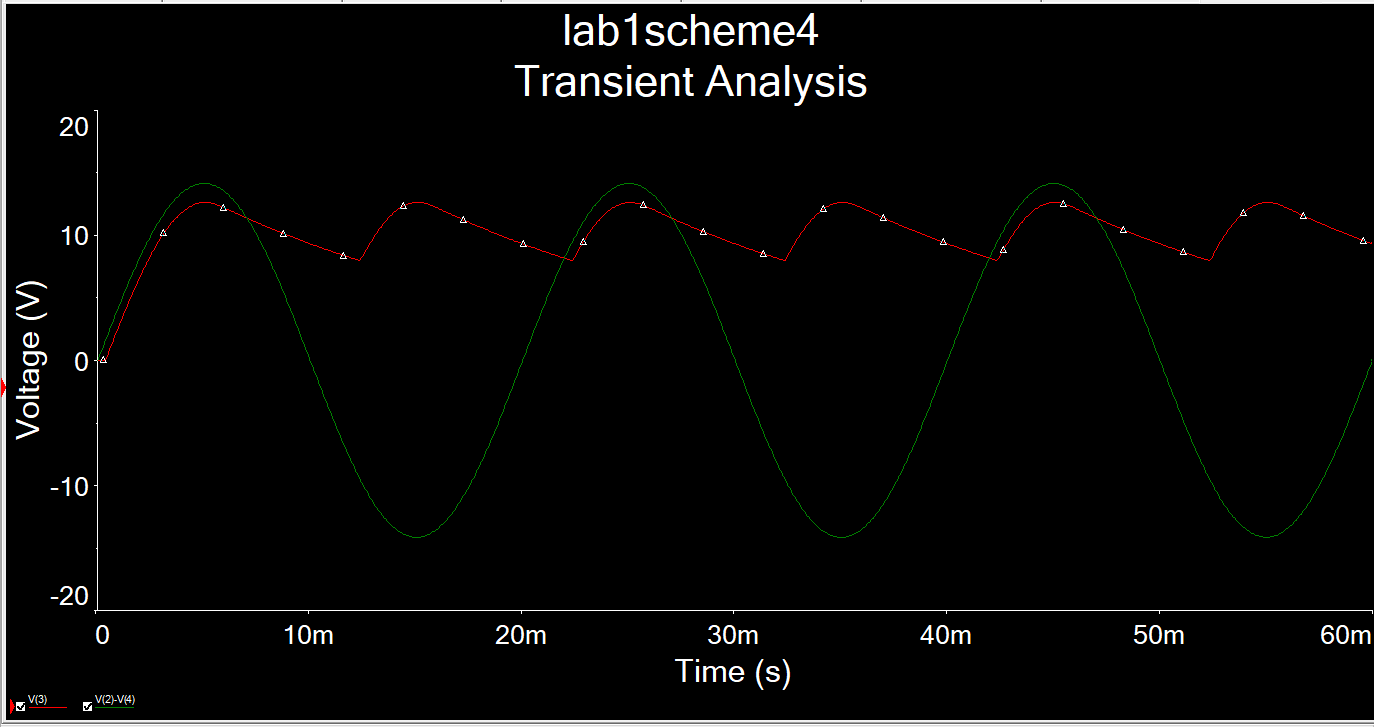 lab1scheme4
Transient Analysis
20
10
0
-10
-20
Voltage (V)
0 10m 20m 30m 40m 50m 60m
Time (s)
V(3) V(2)-V(4)